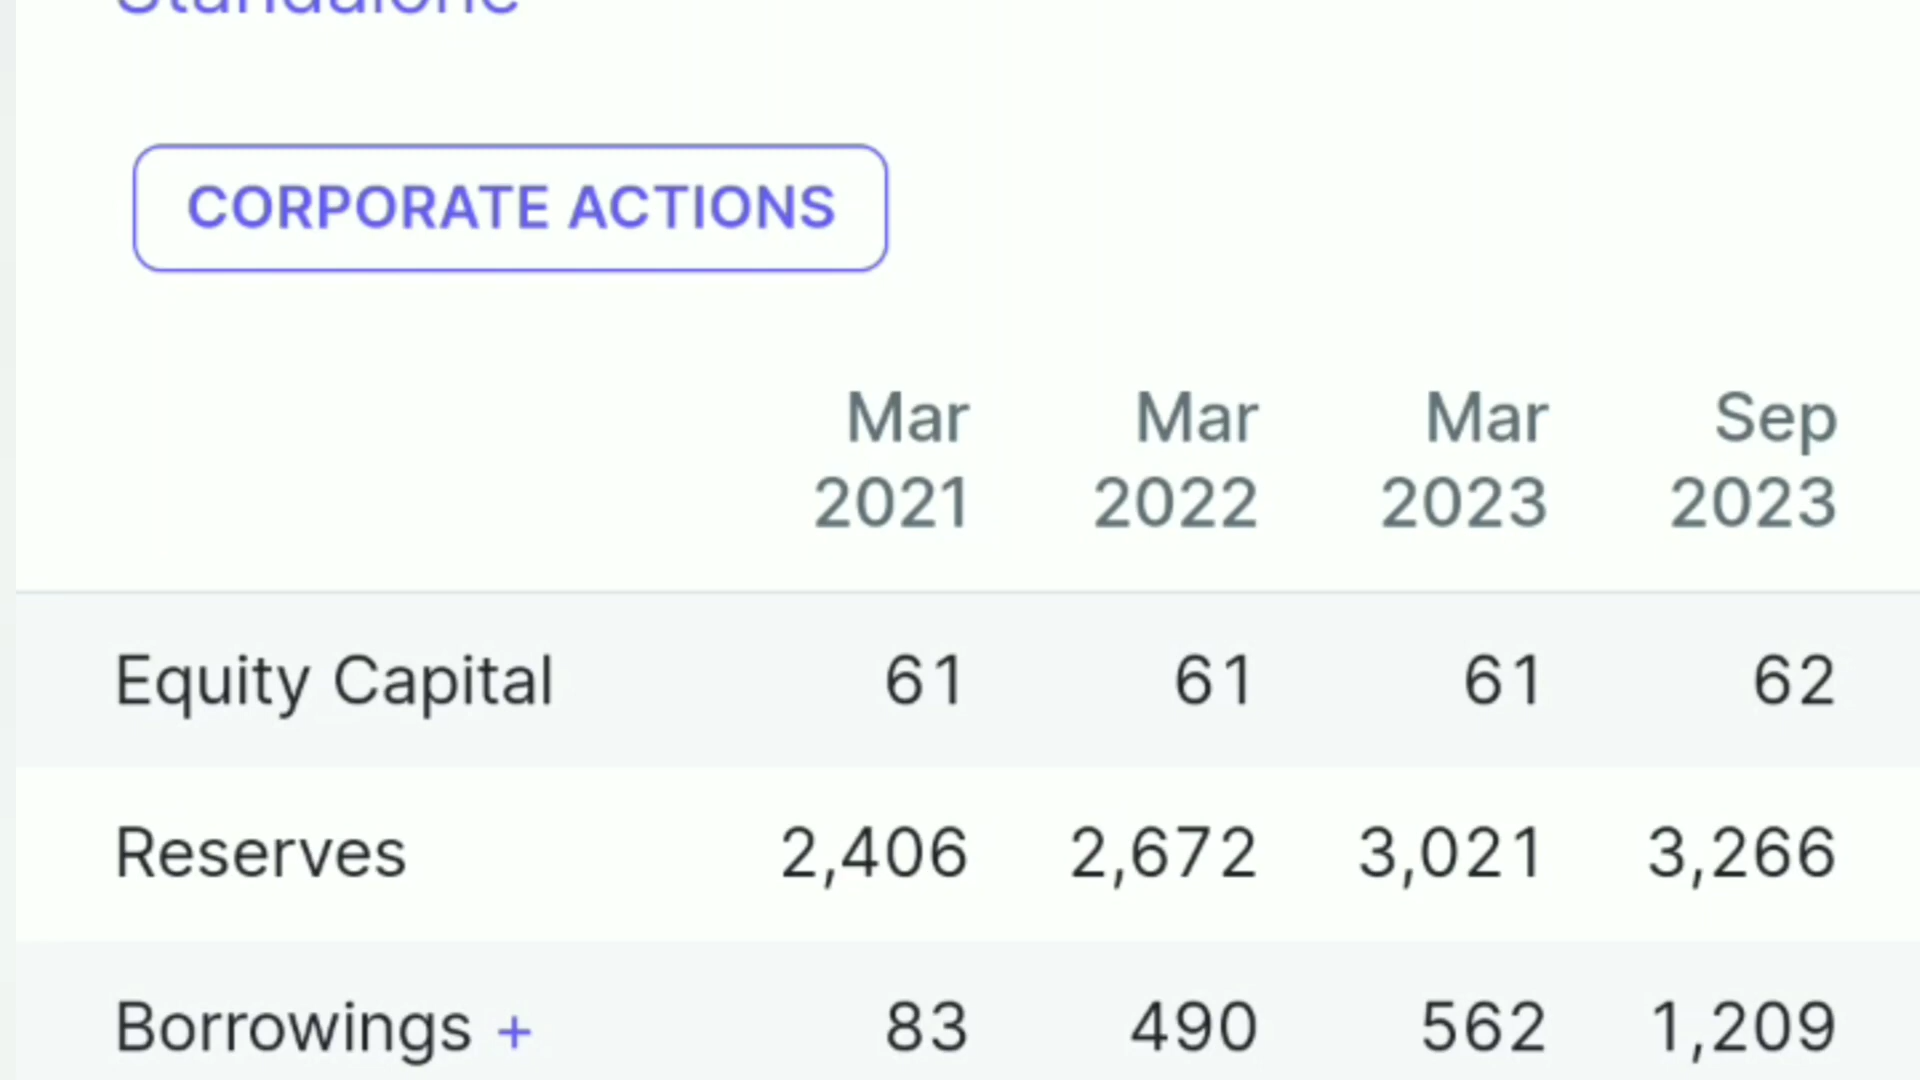 Standalone
CORPORATE ACTIONS
Mar Mar Mar Sep
2021 2022 2023 2023
Equity Capital 61 61 61 62
Reserves 2,406 2,672 3,021 3,266
Borrowings + 83 490 562 1,209